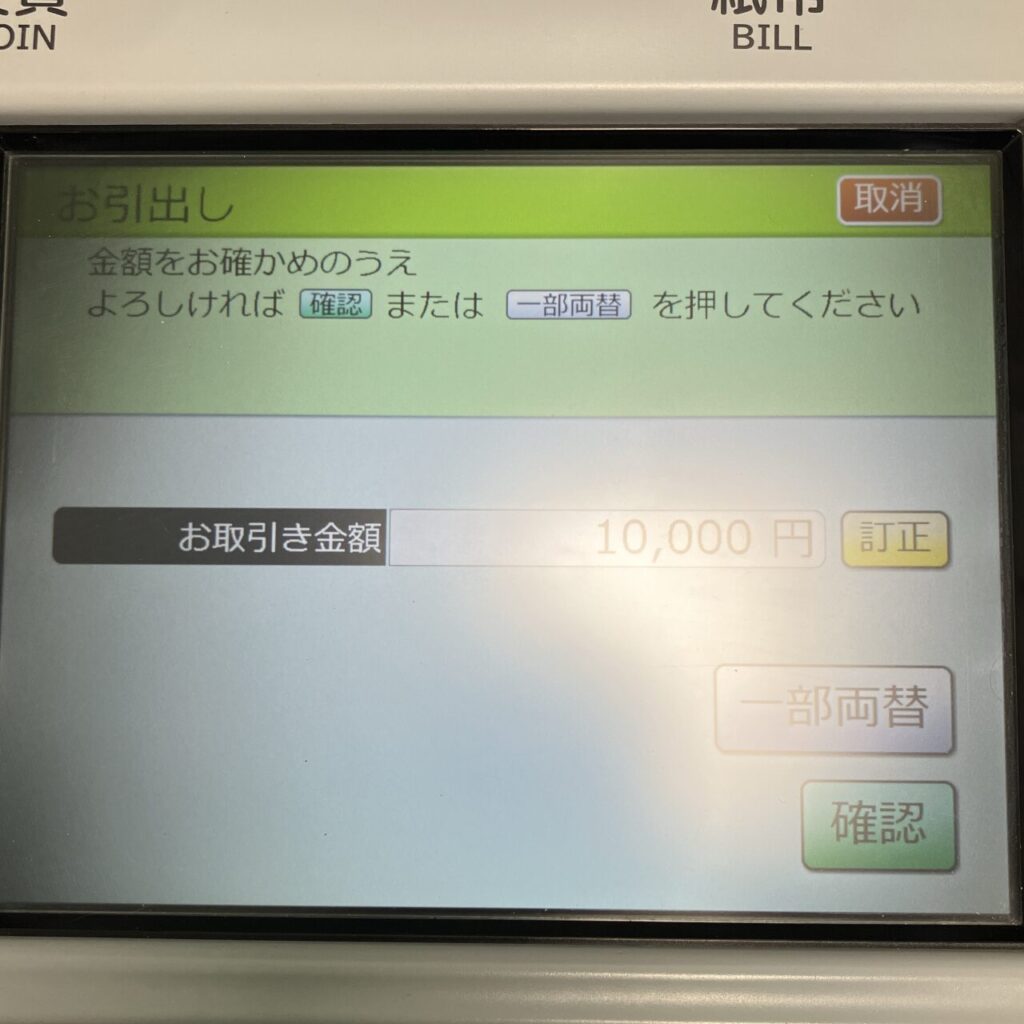 OIN
BILL
お引出し 取消
金額をお確かめのうえ
よろしければ 確認 または 一部両替 を押してください
お取引き金額 10,000 円 訂正
一部両替
確認